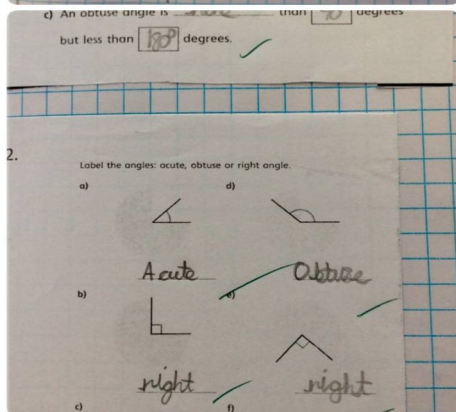 c) An obtuse angle is than degrees
but less than 180° degrees.
2.
Label the angles: acute, obtuse or right angle.
a) d)
Acute Obtuse
b) e)
right right
c) f)